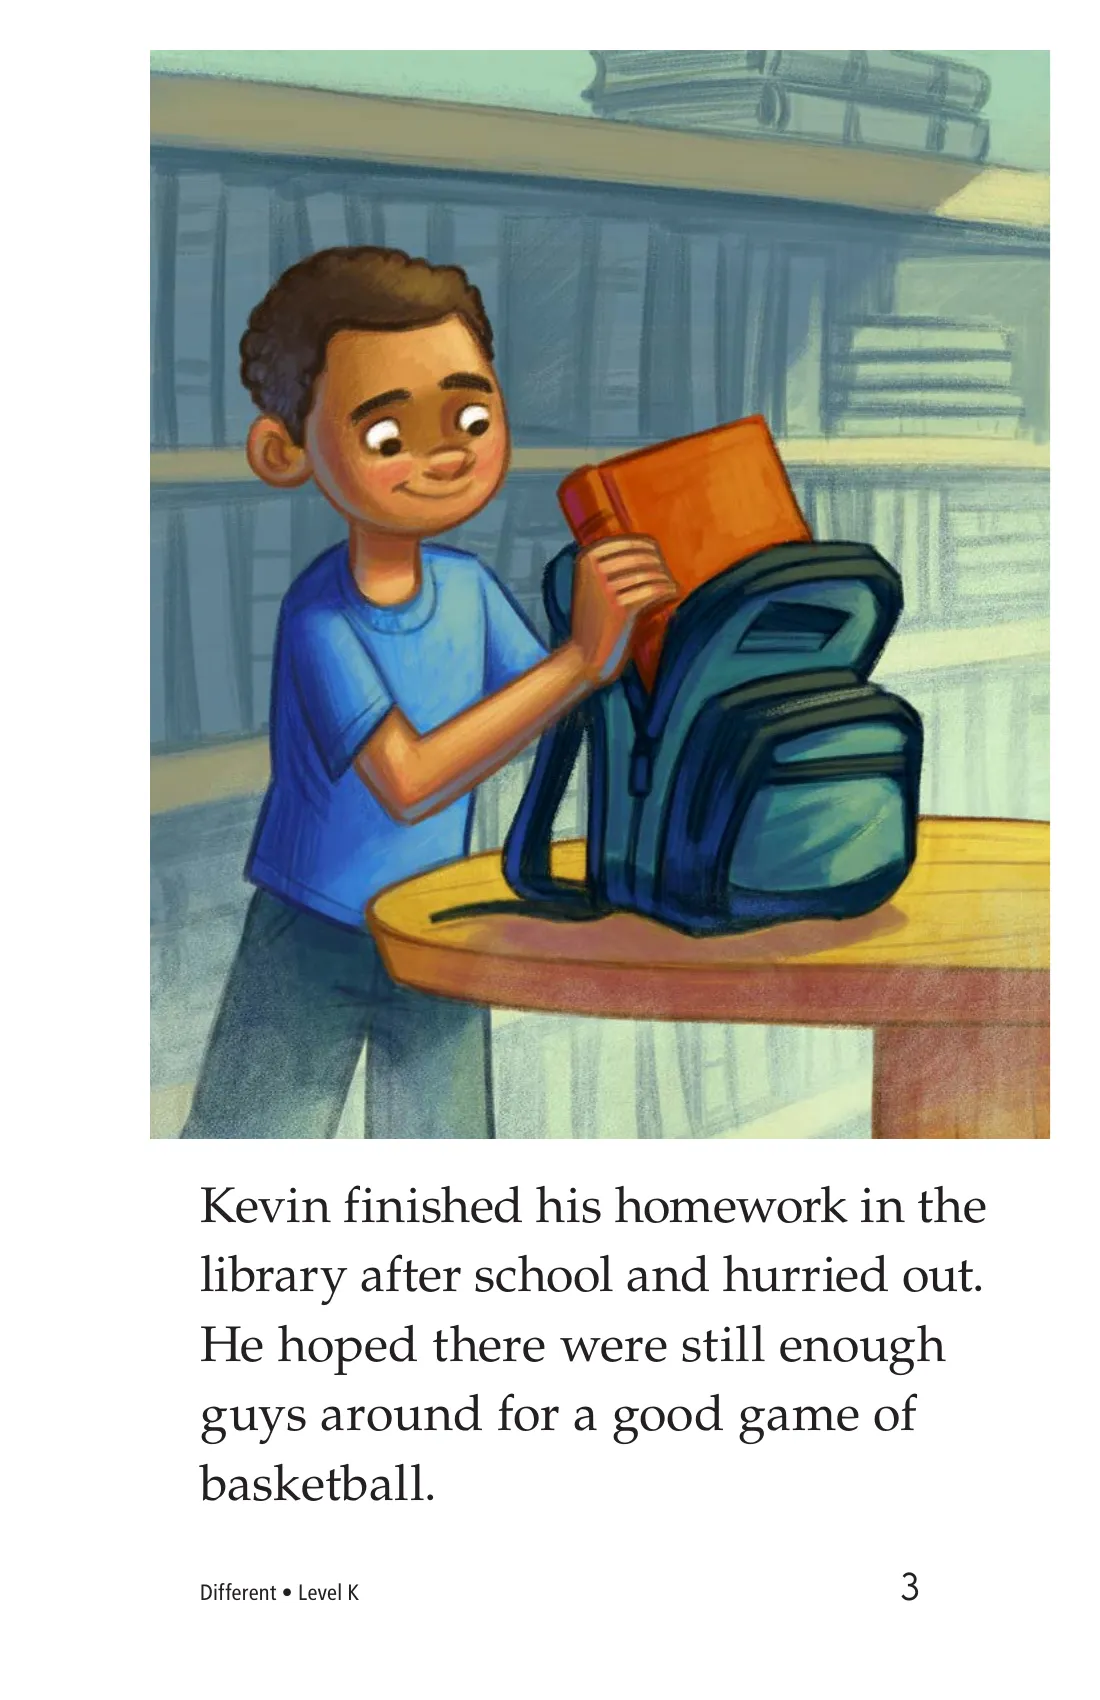 Kevin finished his homework in the
library after school and hurried out.
He hoped there were still enough
guys around for a good game of
basketball.
Different • Level K
3